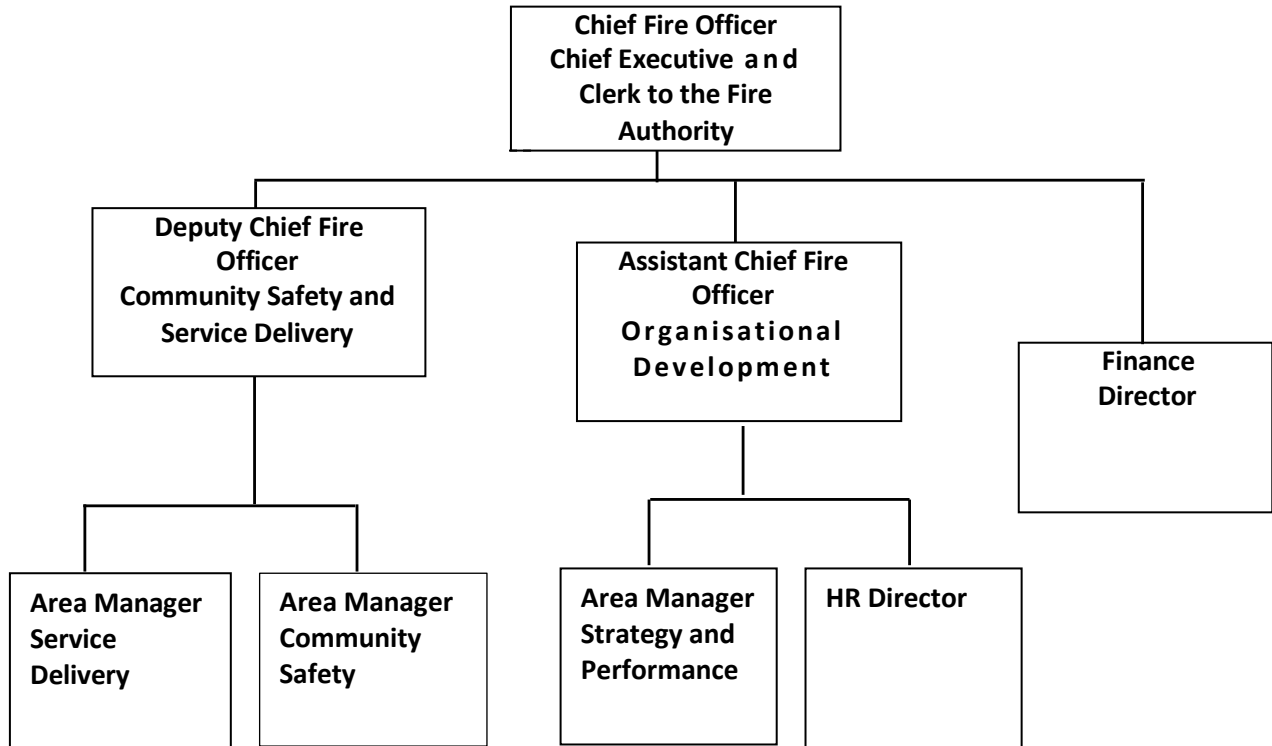 Chief Fire Officer
Chief Executive and
Clerk to the Fire
Authority
Deputy Chief Fire
Officer
Community Safety and
Service Delivery
Assistant Chief Fire
Officer
Organisational
Development
Finance
Director
Area Manager
Service
Delivery
Area Manager
Community
Safety
Area Manager
Strategy and
Performance
HR Director